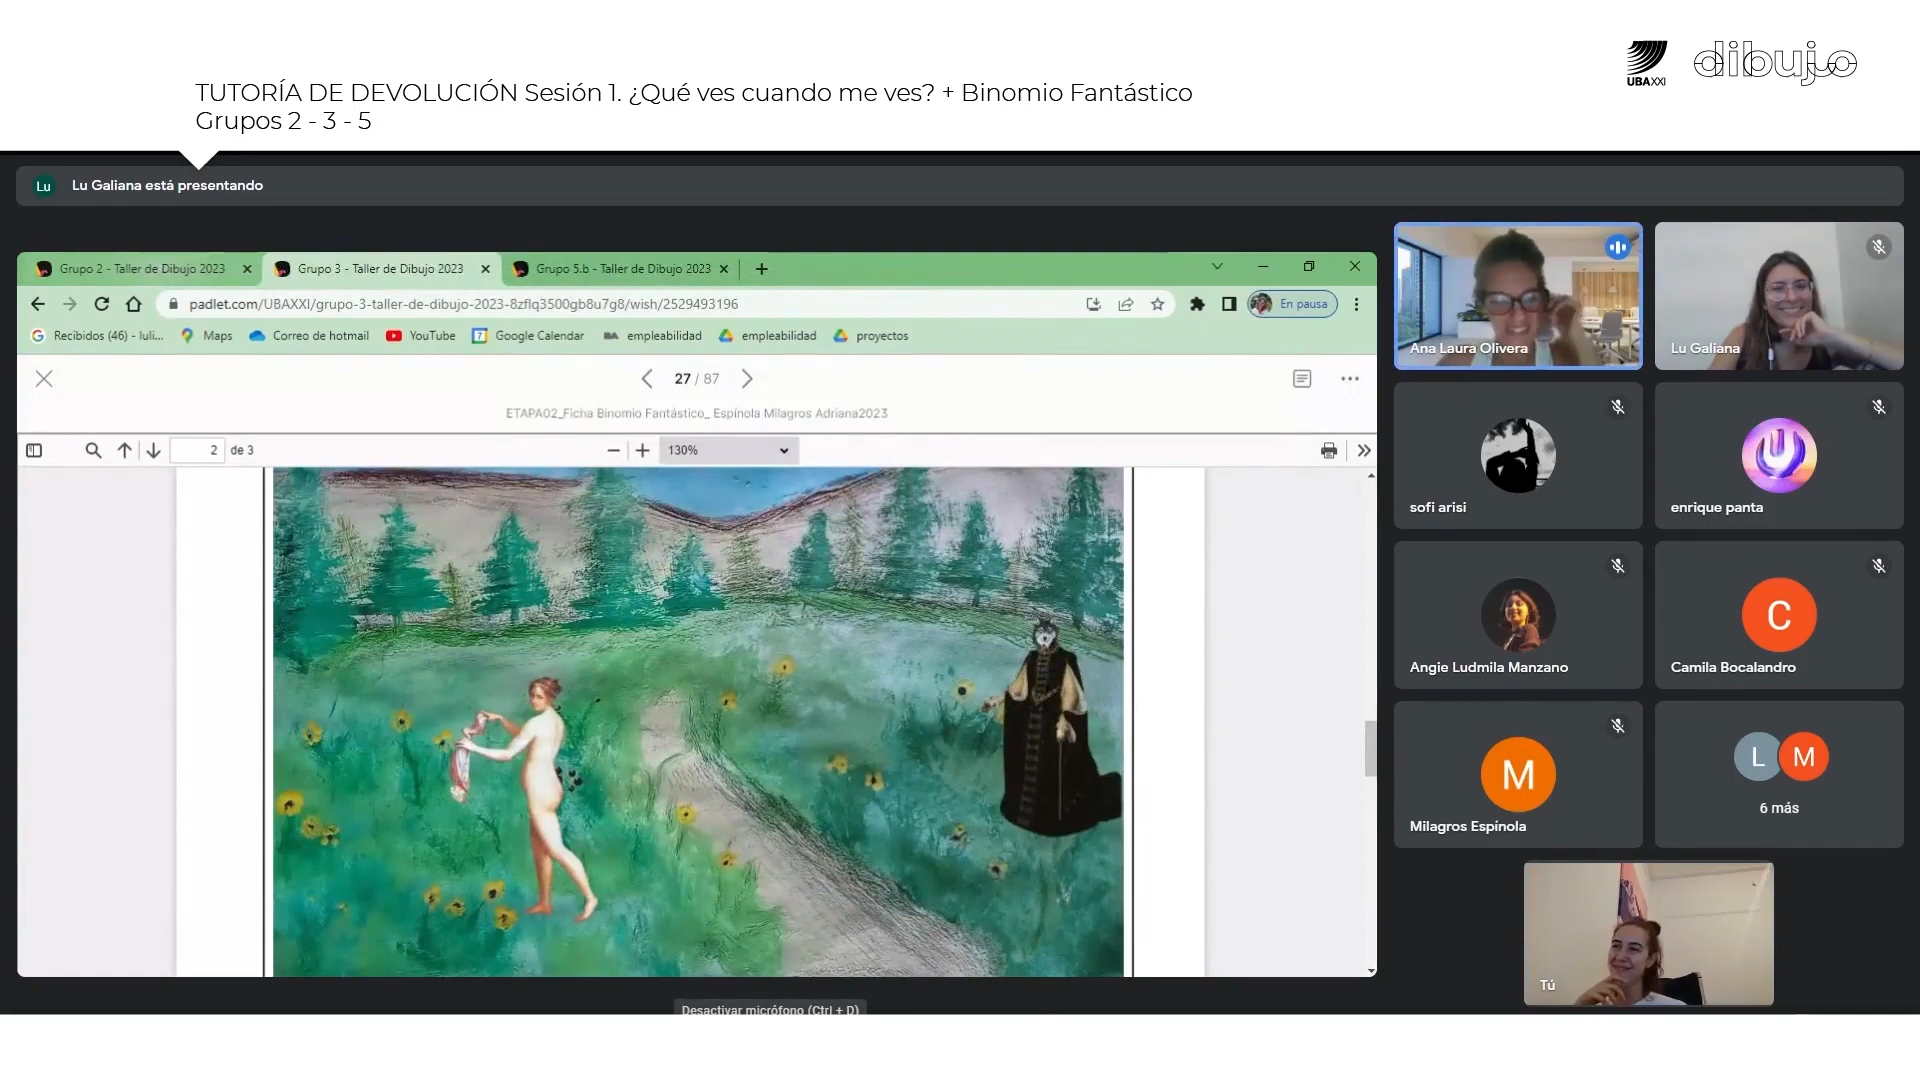 UBAXXI
dibujo
TUTORÍA DE DEVOLUCIÓN Sesión 1. ¿Qué ves cuando me ves? + Binomio Fantástico
Grupos 2 - 3 - 5
Lu
Lu Galiana está presentando
Grupo 2 - Taller de Dibujo 2023
Grupo 3 - Taller de Dibujo 2023
Grupo 5.b - Taller de Dibujo 2023
padlet.com/UBAXXI/grupo-3-taller-de-dibujo-2023-8zflq3500gb8u7g8/wish/2529493196
En pausa
Recibidos (46) - luli...
Maps
Correo de hotmail
YouTube
Google Calendar
empleabilidad
empleabilidad
proyectos
27 / 87
ETAPA02_Ficha Binomio Fantástico_ Espínola Milagros Adriana2023
2 de 3
130%
Ana Laura Olivera
Lu Galiana
sofi arisi
enrique panta
Angie Ludmila Manzano
C
Camila Bocalandro
M
Milagros Espínola
L M
6 más
Tú
Desactivar micrófono (Ctrl + D)